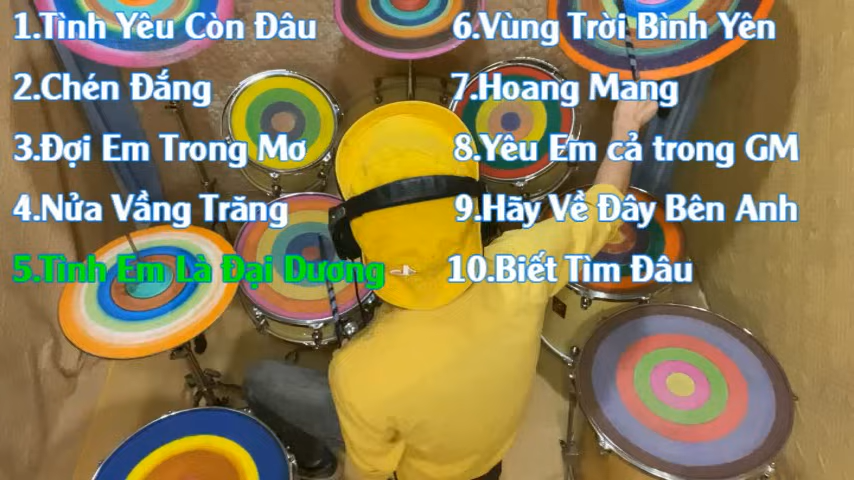 1.Tình Yêu Còn Đâu
2.Chén Đắng
3.Đợi Em Trong Mơ
4.Nửa Vầng Trăng
5.Tình Em Là Đại Dương
6.Vùng Trời Bình Yên
7.Hoang Mang
8.Yêu Em cả trong GM
9.Hãy Về Đây Bên Anh
10.Biết Tìm Đâu